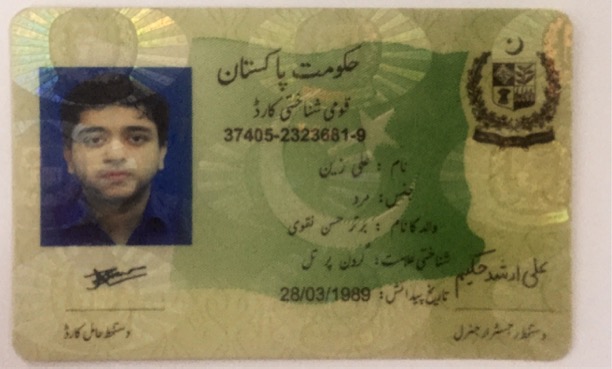 حکومت پاکستان
قومی شناختی کارڈ
37405-2323681-9
نام : علی زین
جنس: مرد
والد کا نام : برتر حسن نقوی
شناختی علامت: گردن پر تل
تاریخ پیدائش: 28/03/1989
علی ارشد حکیم
دستخط حامل کارڈ
دستخط رجسٹرار جنرل